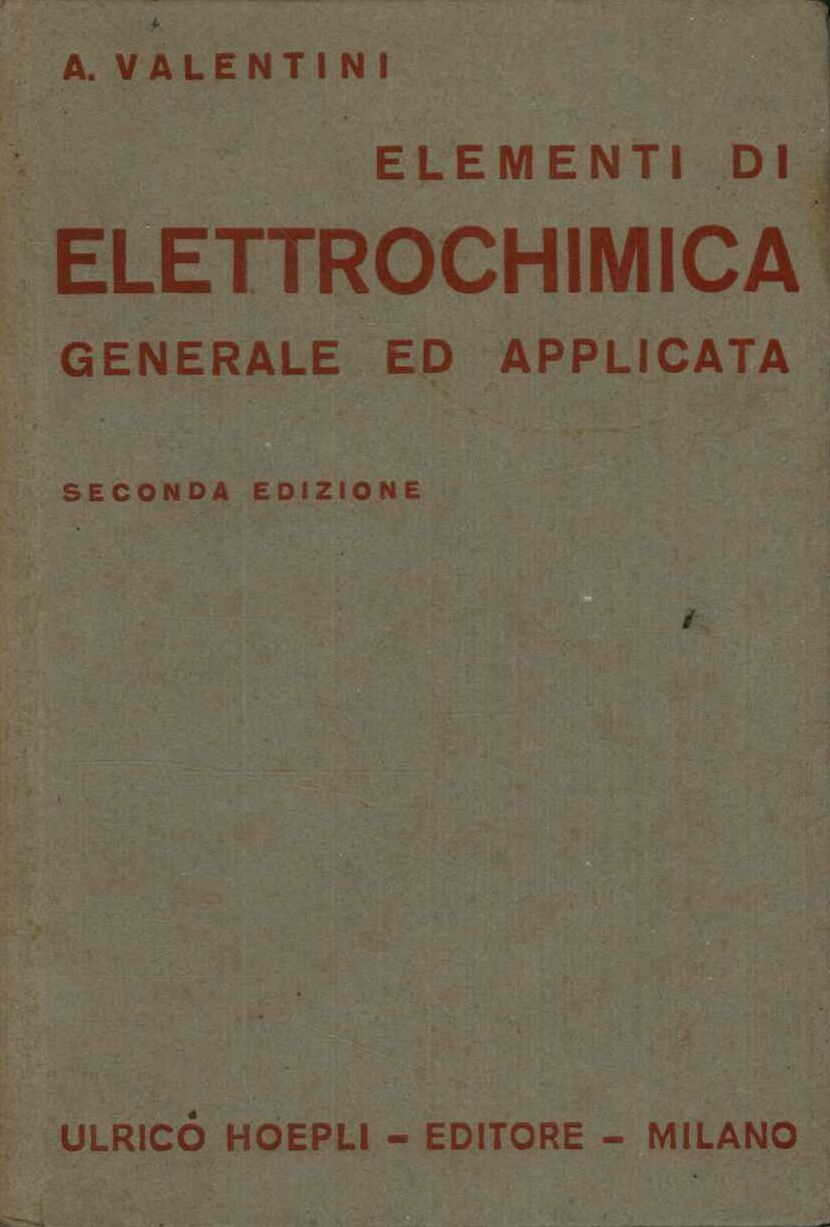 A. VALENTINI
ELEMENTI DI
ELETTROCHIMICA
GENERALE ED APPLICATA
SECONDA EDIZIONE
ULRICO HOEPLI - EDITORE - MILANO